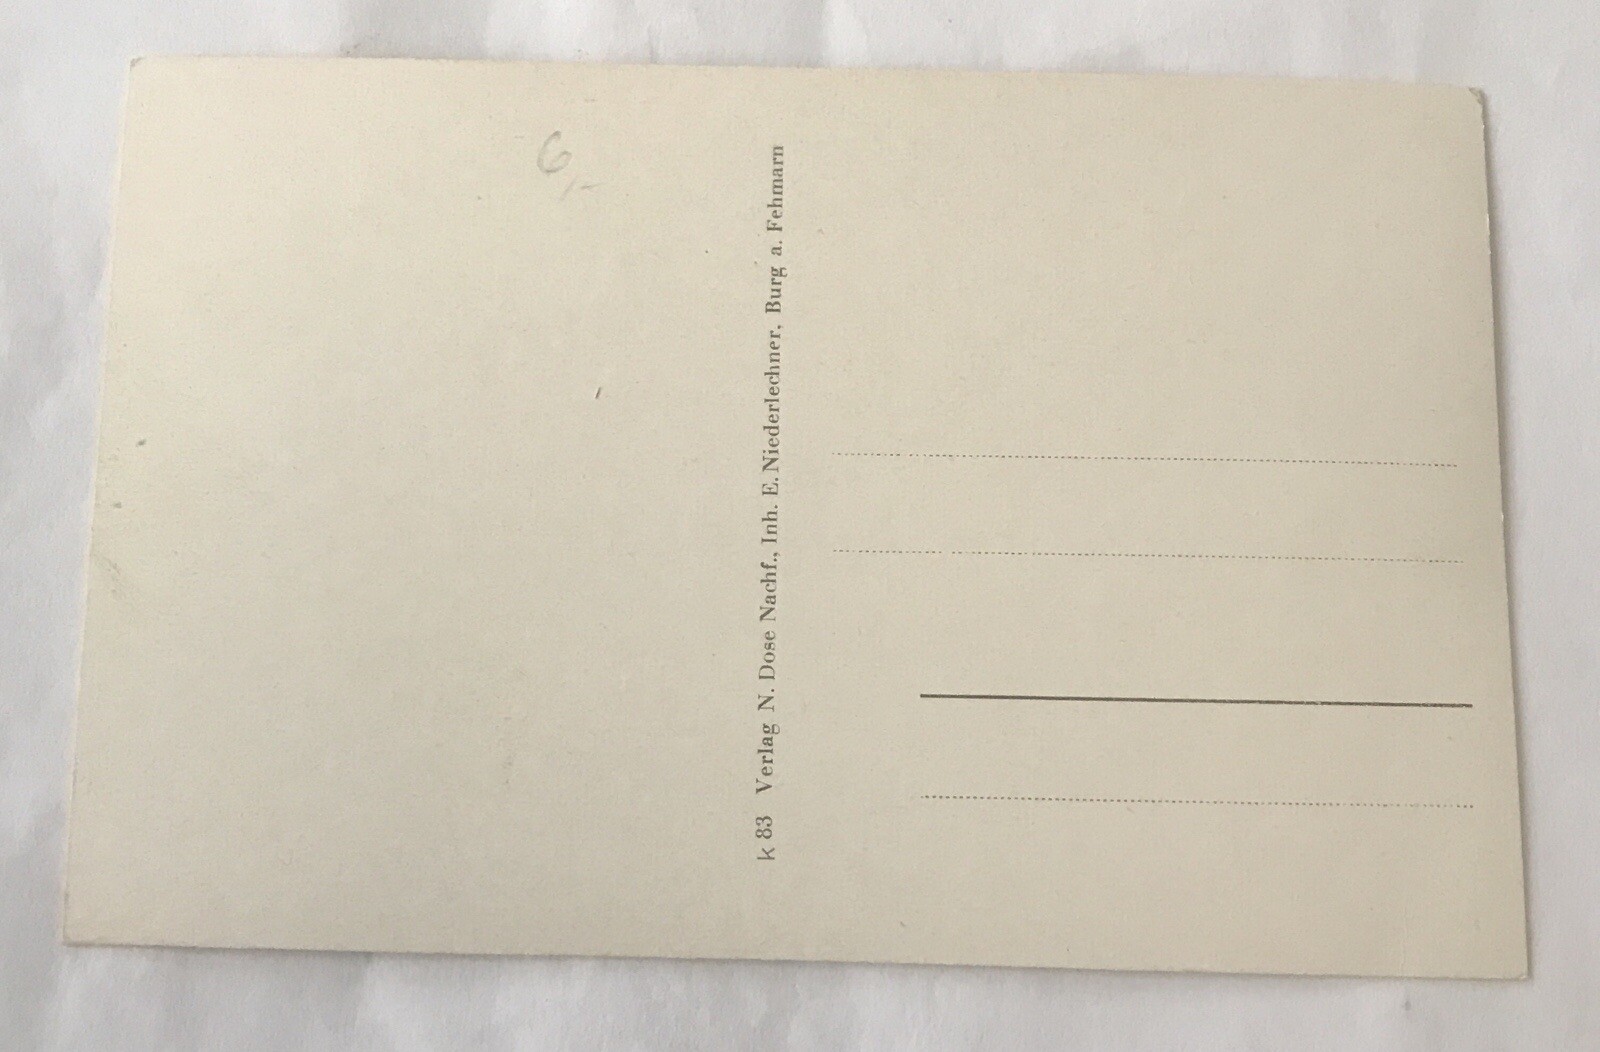 6,-
k 83 Verlag N. Dose Nachf., Inh. E. Niederlechner, Burg a. Fehmarn